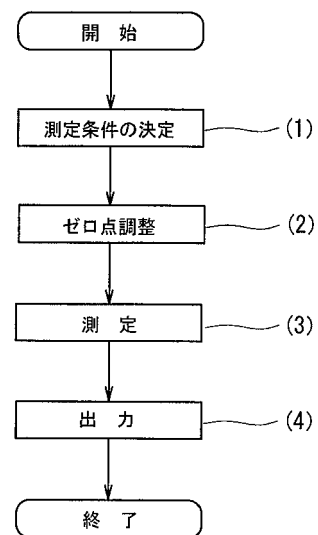 開 始
測定条件の決定 (1)
ゼロ点調整 (2)
測 定 (3)
出 力 (4)
終 了